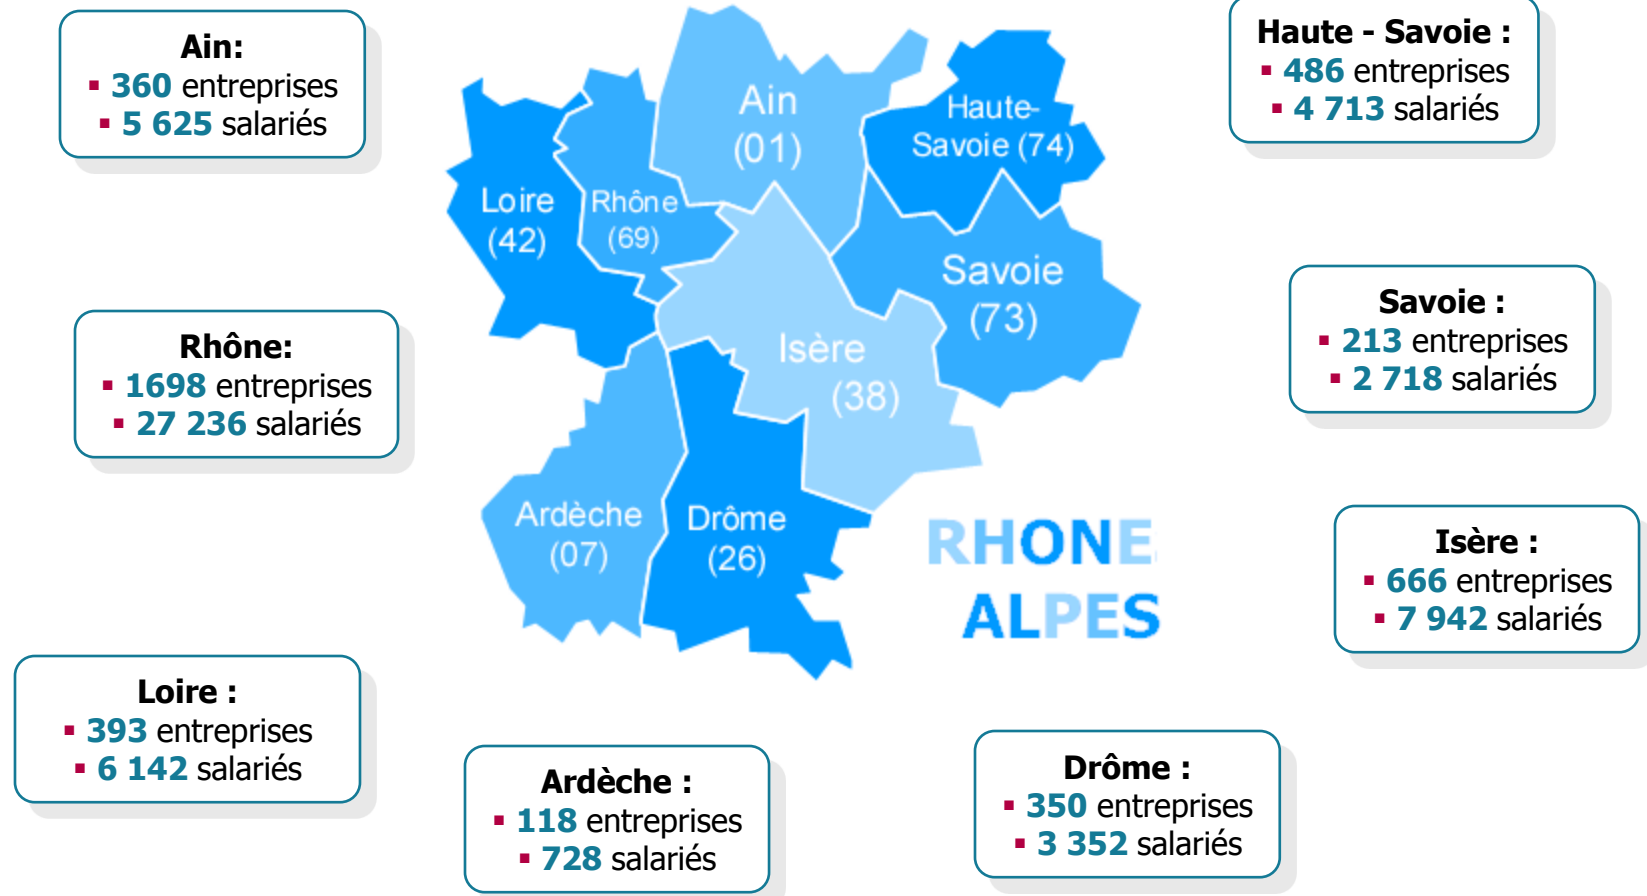 Ain:
▪ 360 entreprises
▪ 5 625 salariés
Haute - Savoie :
▪ 486 entreprises
▪ 4 713 salariés
Ain
(01)
Haute-
Savoie (74)
Loire
(42)
Rhône
(69)
Savoie
(73)
Isère
(38)
Ardèche
(07)
Drôme
(26)
RHONE
ALPES
Rhône:
▪ 1698 entreprises
▪ 27 236 salariés
Savoie :
▪ 213 entreprises
▪ 2 718 salariés
Isère :
▪ 666 entreprises
▪ 7 942 salariés
Loire :
▪ 393 entreprises
▪ 6 142 salariés
Ardèche :
▪ 118 entreprises
▪ 728 salariés
Drôme :
▪ 350 entreprises
▪ 3 352 salariés